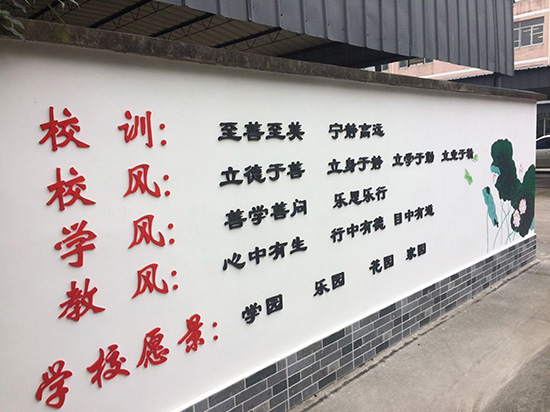 校训：至善至美 宁静高远
校风：立德于善 立身于静 立学于勤 立业于精
学风：善学善问 乐思乐行
教风：心中有生 行中有德 目中有道
学校愿景：学园 乐园 花园 家园